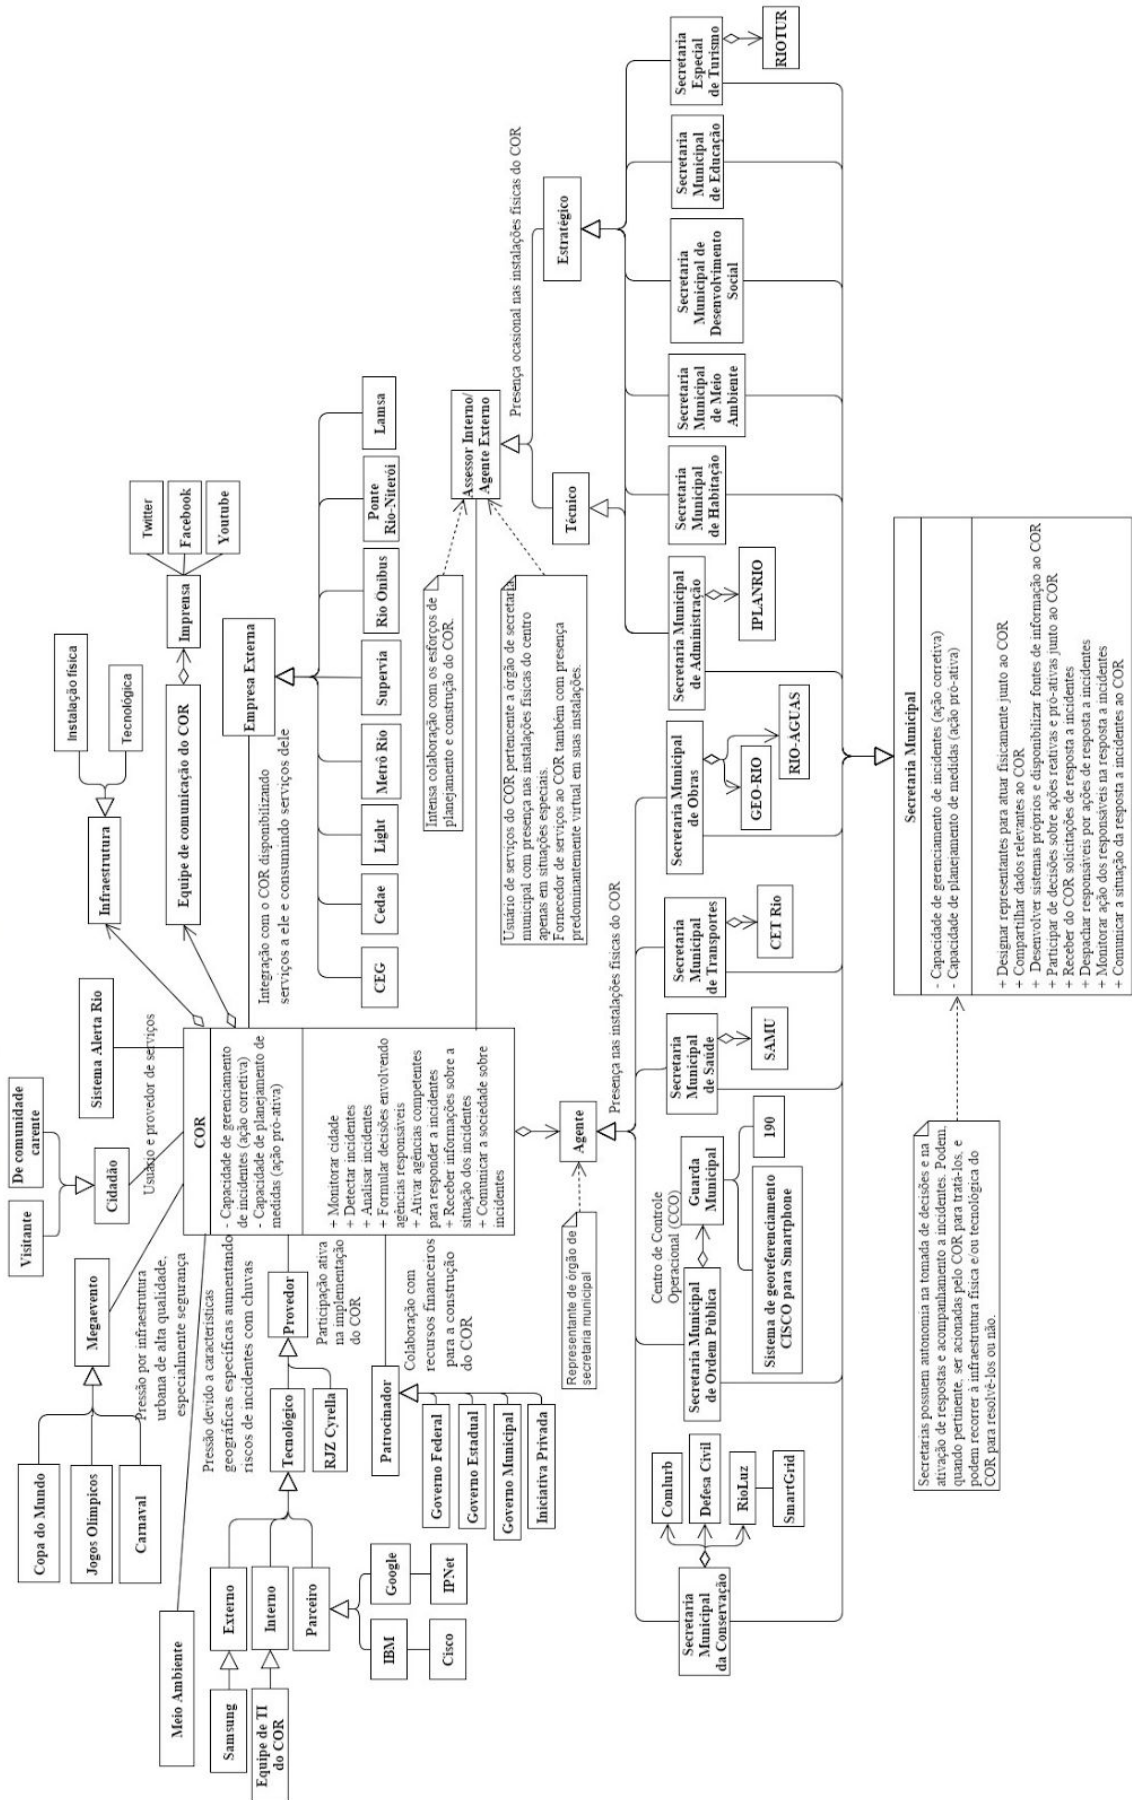 Meio Ambiente
Copa do Mundo
Jogos Olímpicos
Carnaval
Megaevento
Pressão por infraestrutura
urbana de alta qualidade,
especialmente segurança
Pressão devido a características
geográficas específicas aumentando
riscos de incidentes com chuvas
Visitante
De comunidade
carente
Cidadão
Usuário e provedor de serviços
Sistema Alerta Rio
Infraestrutura
Instalação física
Tecnológica
Equipe de comunicação do COR
Imprensa
Twitter
Facebook
Youtube
Samsung
Equipe de TI
do COR
Externo
Interno
Parceiro
IBM
Google
Cisco
IPNet
Tecnológico
RJZ Cyrella
Provedor
Participação ativa
na implementação
do COR
Patrocinador
Colaboração com
recursos financeiros
para a construção
do COR
Governo Federal
Governo Estadual
Governo Municipal
Iniciativa Privada
COR
- Capacidade de gerenciamento
de incidentes (ação corretiva)
- Capacidade de planejamento de
medidas (ação pró-ativa)
+ Monitorar cidade
+ Detectar incidentes
+ Analisar incidentes
+ Formular decisões envolvendo
agências responsáveis
+ Ativar agências competentes
para responder a incidentes
+ Receber informações sobre a
situação dos incidentes
+ Comunicar a sociedade sobre
incidentes
Integração com o COR disponibilizando
serviços a ele e consumindo serviços dele
Empresa Externa
CEG
Cedae
Light
Metrô Rio
Supervia
Rio Ônibus
Ponte
Rio-Niterói
Lamsa
Intensa colaboração com os esforços de
planejamento e construção do COR.
Usuário de serviços do COR pertencente a órgão de secretaria
municipal com presença nas instalações físicas do centro
apenas em situações especiais.
Fornecedor de serviços ao COR também com presença
predominantemente virtual em suas instalações.
Assessor Interno/
Agente Externo
Presença ocasional nas instalações físicas do COR
Técnico
Estratégico
Representante de órgão de
secretaria municipal
Agente
Presença nas instalações físicas do COR
Secretaria
Municipal
da Conservação
Comlurb
Defesa Civil
RioLuz
SmartGrid
Secretaria Municipal
de Ordem Pública
Centro de Controle
Operacional (CCO)
Guarda
Municipal
Sistema de georeferenciamento
CISCO para Smartphone
190
Secretaria
Municipal
de Saúde
SAMU
Secretaria
Municipal
de Transportes
CET Rio
Secretaria Municipal
de Obras
GEO-RIO
RIO-AGUAS
Secretaria Municipal
de Administração
IPLANRIO
Secretaria
Municipal
de Habitação
Secretaria
Municipal
de Meio
Ambiente
Secretaria
Municipal de
Desenvolvimento
Social
Secretaria
Municipal
de Educação
Secretaria
Especial
de Turismo
RIOTUR
Secretarias possuem autonomia na tomada de decisões e na
ativação de respostas e acompanhamento a incidentes. Podem,
quando pertinente, ser acionadas pelo COR para tratá-los, e
podem recorrer à infraestrutura física e/ou tecnológica do
COR para resolvê-los ou não.
Secretaria Municipal
- Capacidade de gerenciamento de incidentes (ação corretiva)
- Capacidade de planejamento de medidas (ação pró-ativa)
+ Designar representantes para atuar fisicamente junto ao COR
+ Compartilhar dados relevantes ao COR
+ Desenvolver sistemas próprios e disponibilizar fontes de informação ao COR
+ Participar de decisões sobre ações reativas e pró-ativas junto ao COR
+ Receber do COR solicitações de resposta a incidentes
+ Despachar responsáveis por ações de resposta a incidentes
+ Monitorar ação dos responsáveis na resposta a incidentes
+ Comunicar a situação da resposta a incidentes ao COR